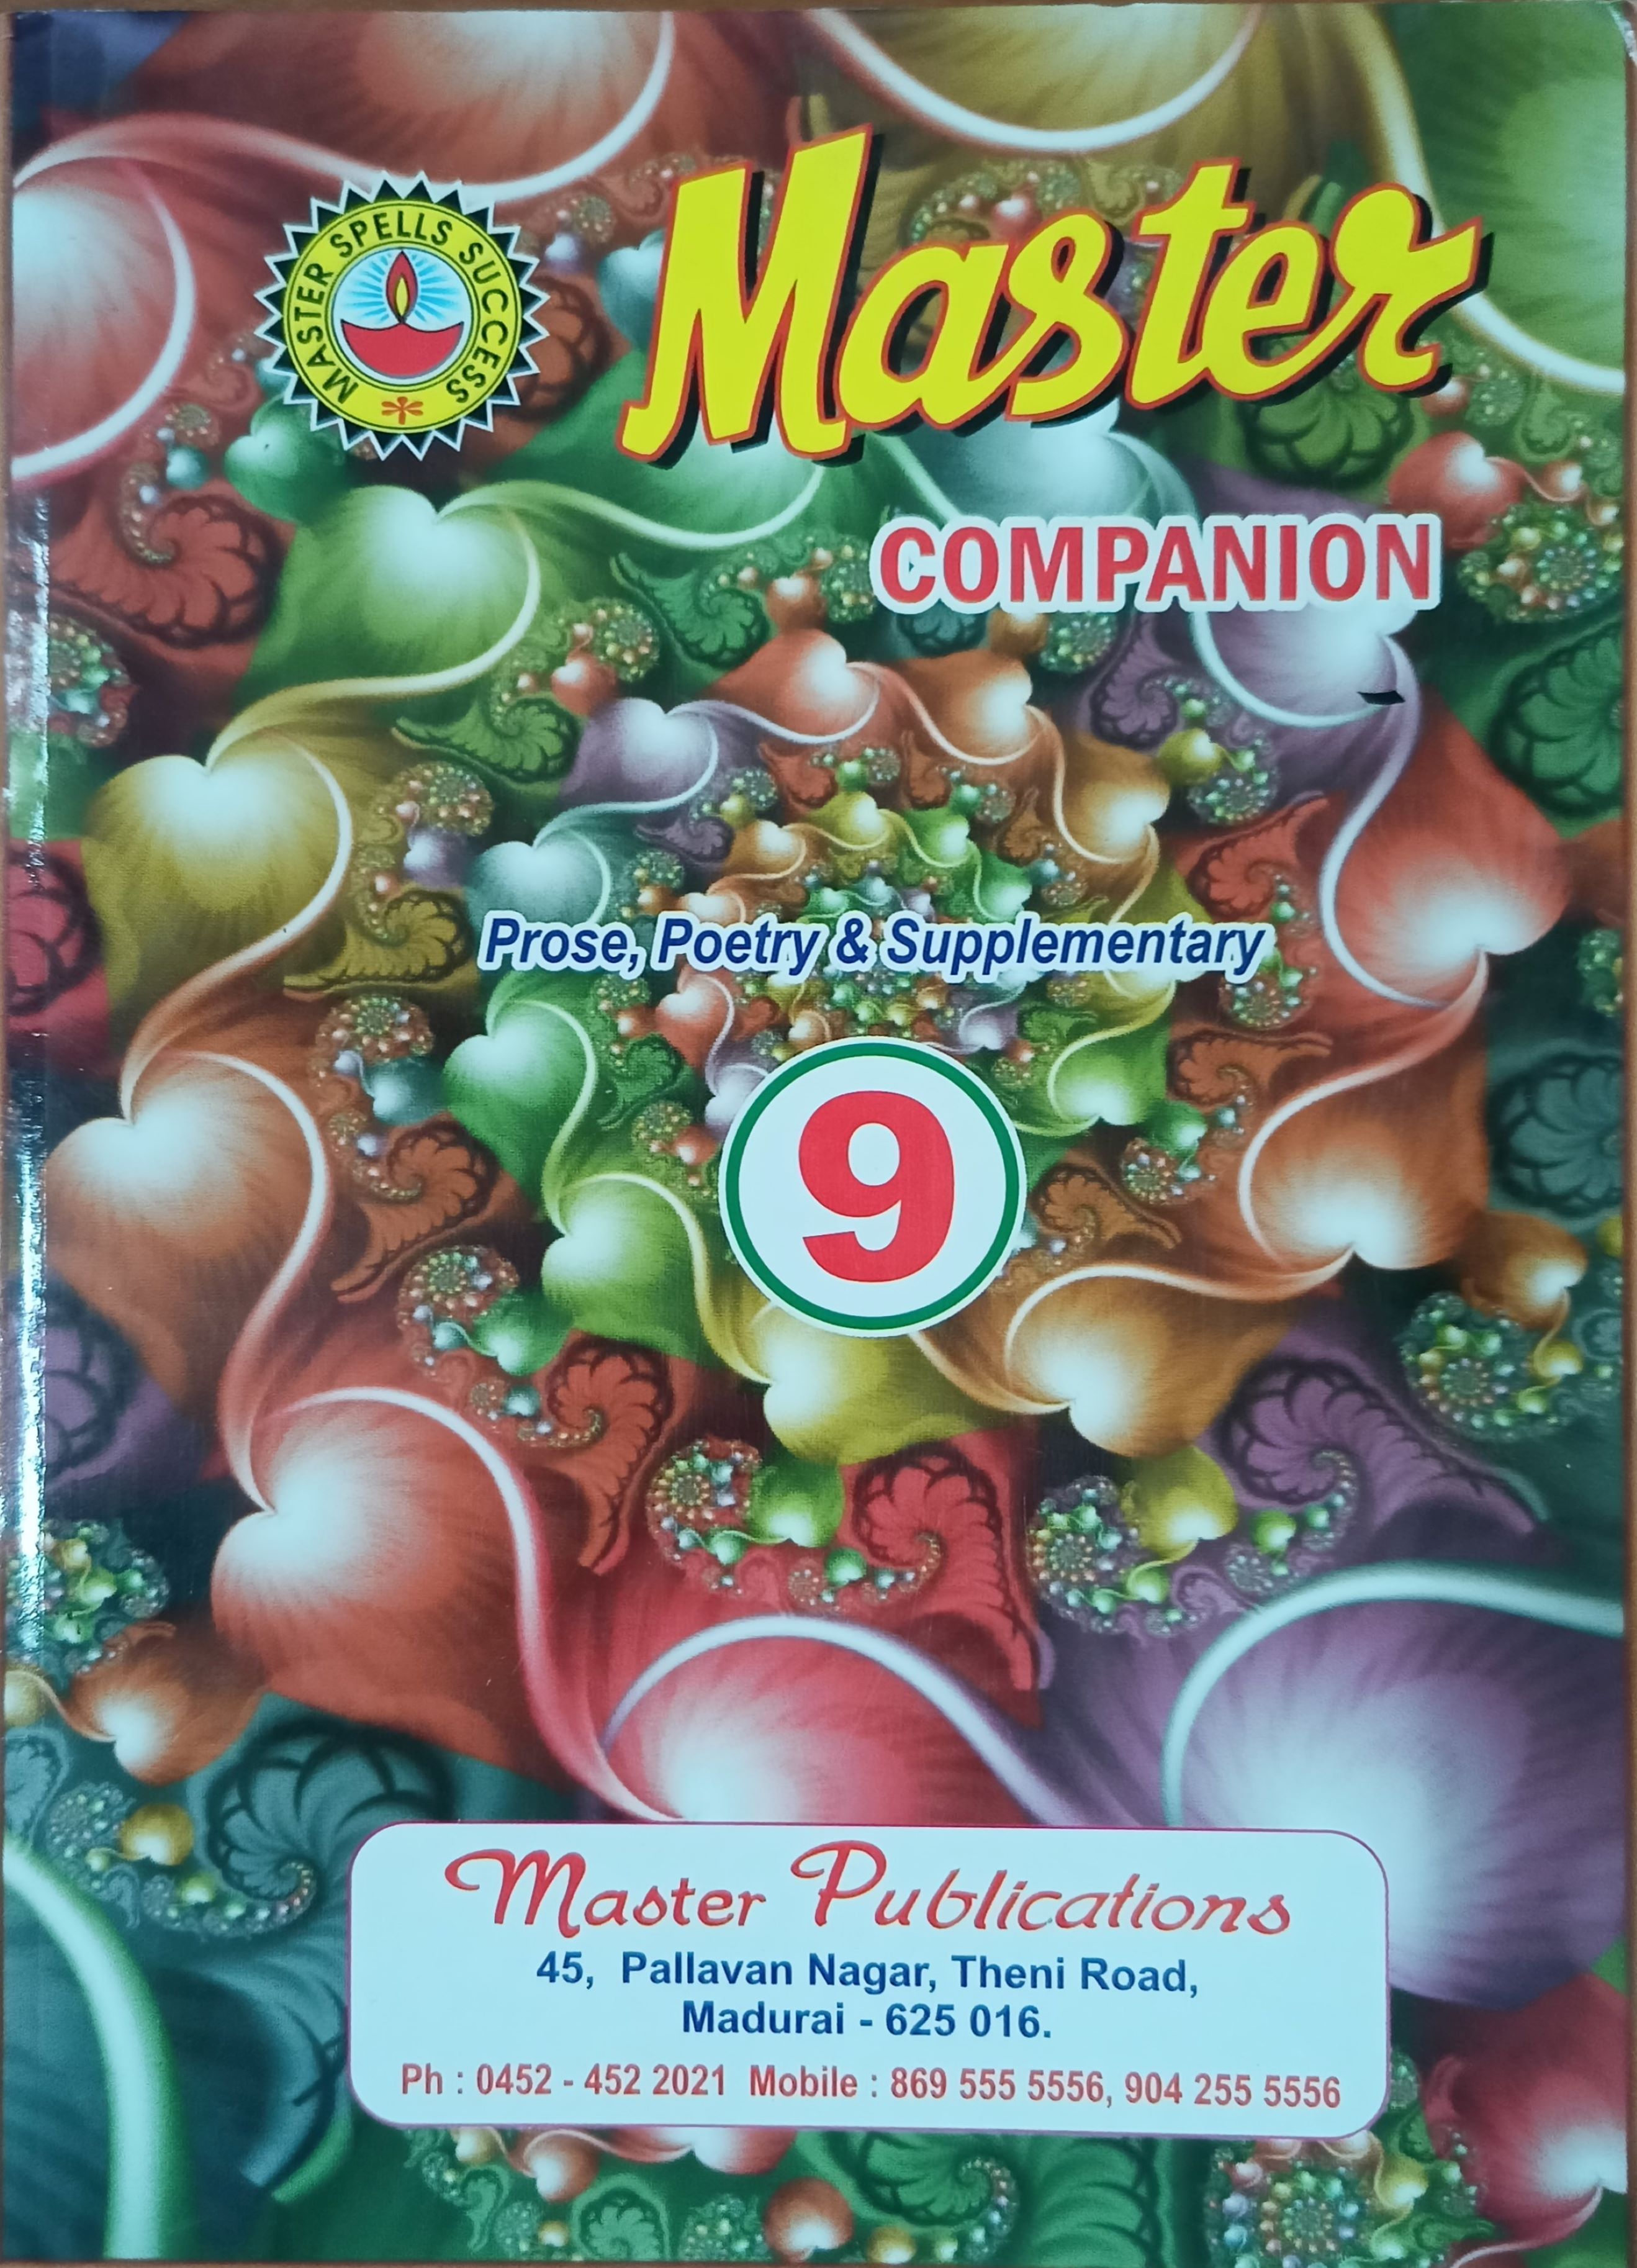 MASTER SPELLS SUCCESS
Master
COMPANION
Prose, Poetry & Supplementary
9
Master Publications
45, Pallavan Nagar, Theni Road,
Madurai - 625 016.
Ph : 0452 - 452 2021 Mobile : 869 555 5556, 904 255 5556